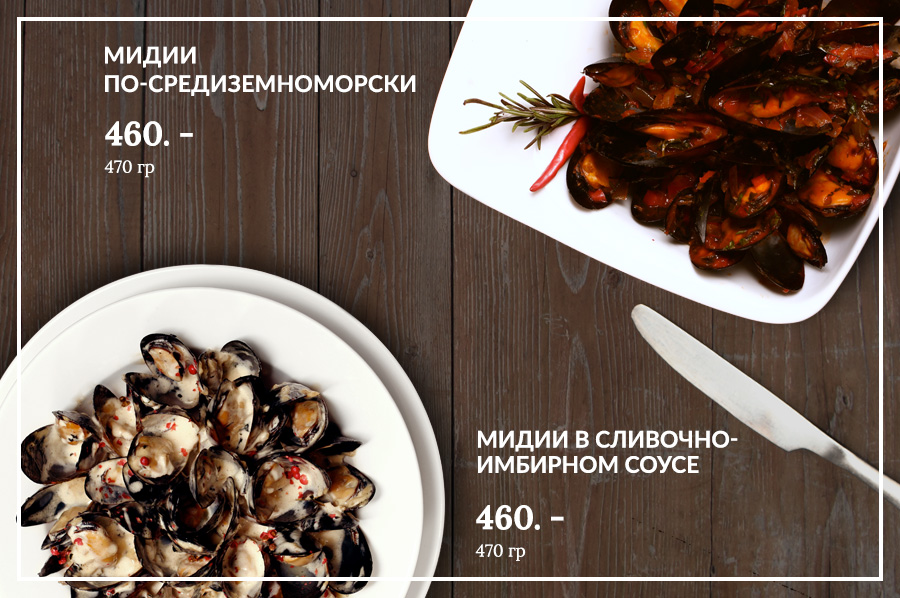 МИДИИ
ПО-СРЕДИЗЕМНОМОРСКИ
460. -
470 гр
МИДИИ В СЛИВОЧНО-
ИМБИРНОМ СОУСЕ
460. -
470 гр